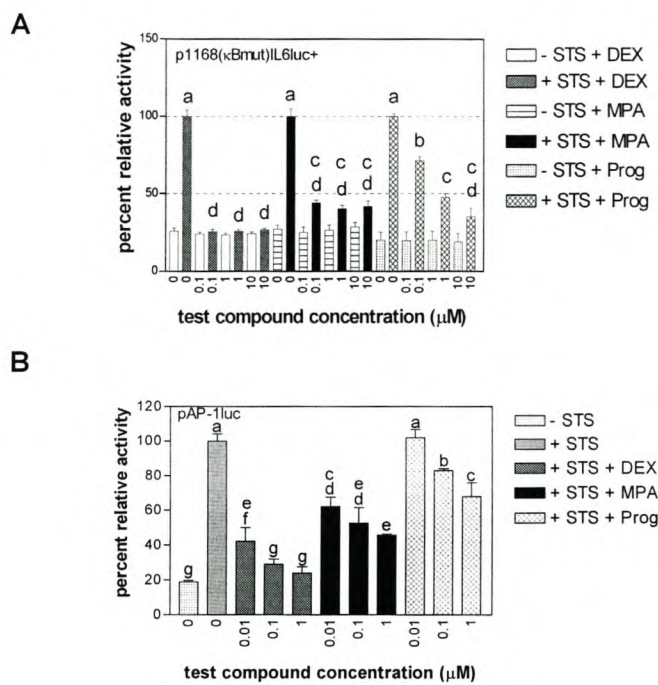 A
p1168(κBmut)IL6luc+
percent relative activity
150
100
50
0
a a a
b
c c c c c
d d d d d d d
0 0 0.1 0.1 1 1 10 10 0 0 0.1 0.1 1 1 10 10 0 0 0.1 0.1 1 1 10 10
test compound concentration (μM)
- STS + DEX
+ STS + DEX
- STS + MPA
+ STS + MPA
- STS + Prog
+ STS + Prog
B
pAP-1luc
percent relative activity
120
100
80
60
40
20
0
g a e f g g c d e d e a b c
0 0 0.01 0.1 1 0.01 0.1 1 0.01 0.1 1
test compound concentration (μM)
- STS
+ STS
+ STS + DEX
+ STS + MPA
+ STS + Prog